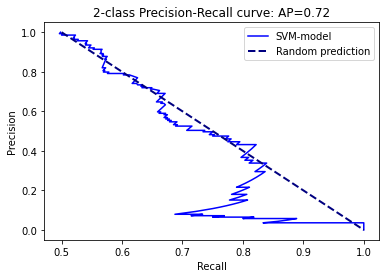 2-class Precision-Recall curve: AP=0.72
SVM-model
Random prediction
Precision
1.0
0.8
0.6
0.4
0.2
0.0
0.5 0.6 0.7 0.8 0.9 1.0
Recall